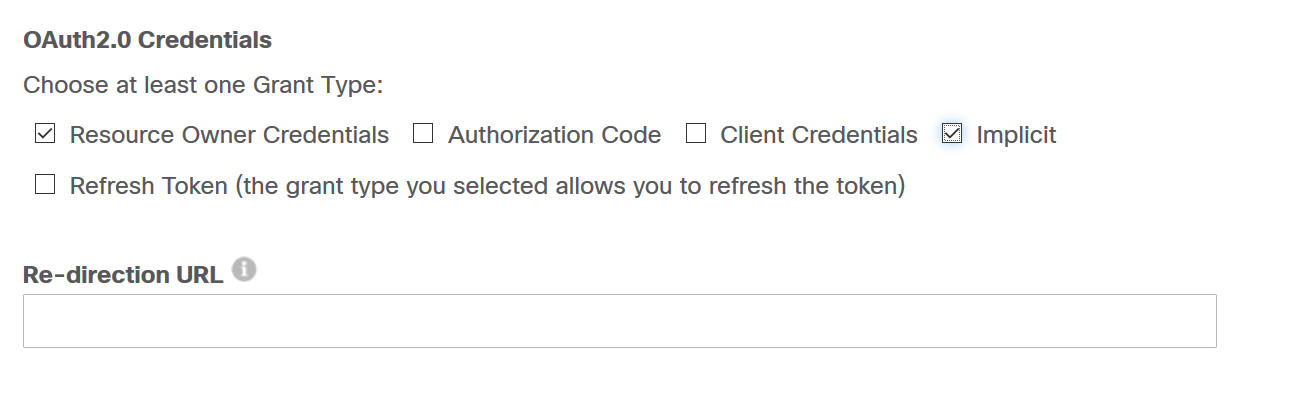 OAuth2.0 Credentials
Choose at least one Grant Type:
Resource Owner Credentials Authorization Code Client Credentials Implicit
Refresh Token (the grant type you selected allows you to refresh the token)
Re-direction URL